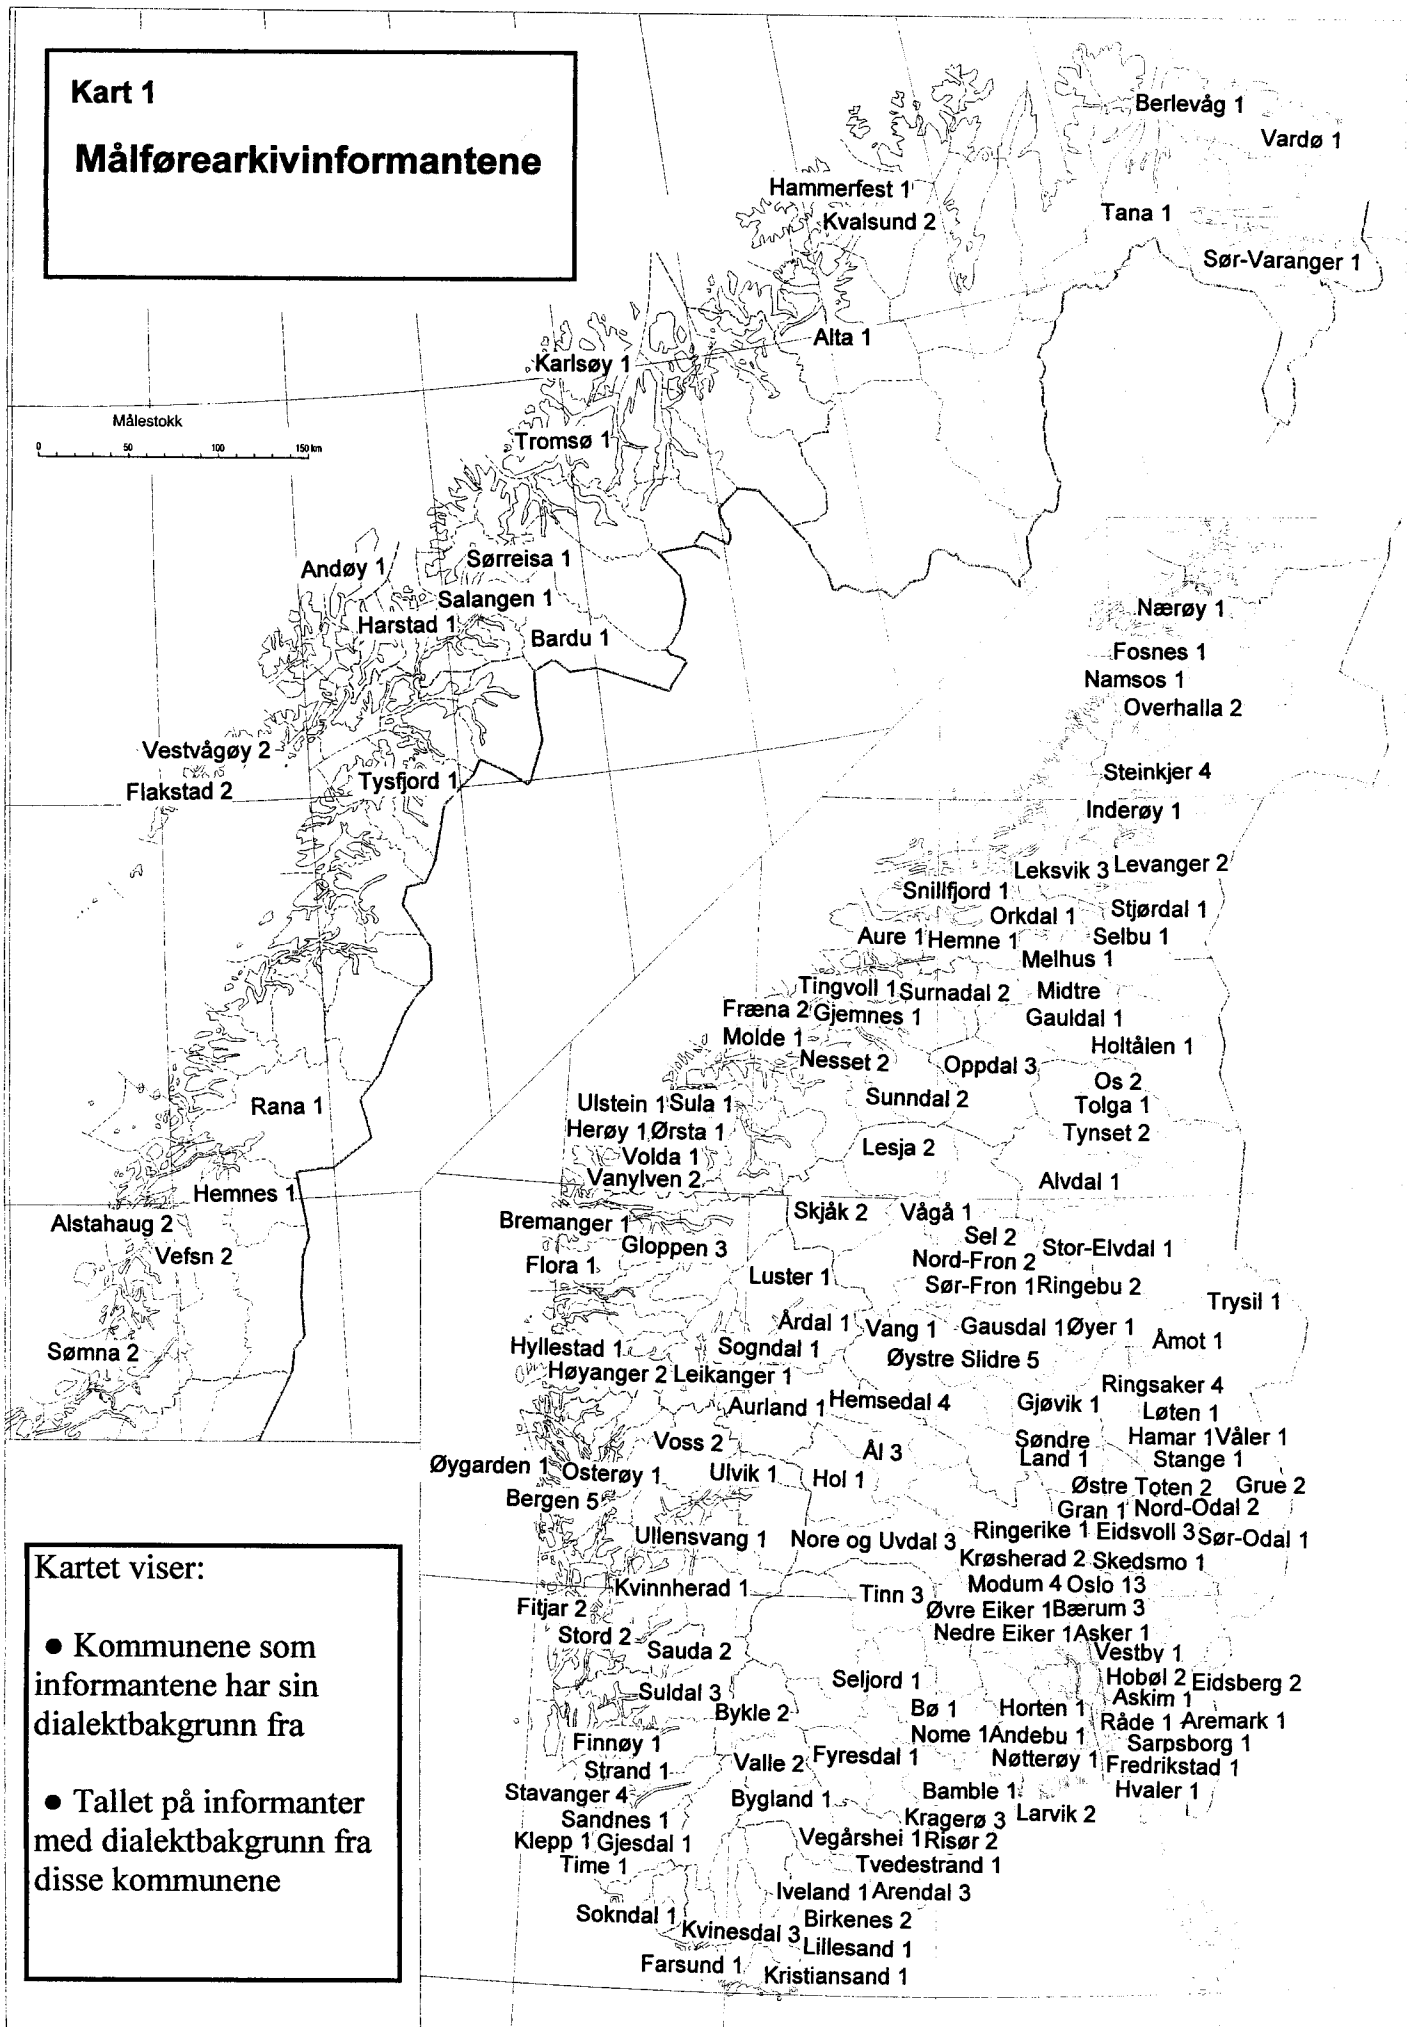 Kart 1
Målførearkivinformantene
Berlevåg 1
Vardø 1
Hammerfest 1
Kvalsund 2
Tana 1
Sør-Varanger 1
Alta 1
Karlsøy 1
Målestokk
0 50 100 150 km
Tromsø 1
Andøy 1
Sørreisa 1
Salangen 1
Harstad 1
Bardu 1
Vestvågøy 2
Flakstad 2
Tysfjord 1
Rana 1
Hemnes 1
Alstahaug 2
Vefsn 2
Sømna 2
Nærøy 1
Fosnes 1
Namsos 1
Overhalla 2
Steinkjer 4
Inderøy 1
Leksvik 3 Levanger 2
Snillfjord 1
Orkdal 1 Stjørdal 1
Aure 1 Hemne 1 Selbu 1
Melhus 1
Tingvoll 1 Surnadal 2 Midtre
Gauldal 1
Fræna 2 Gjemnes 1
Molde 1
Holtålen 1
Nesset 2 Oppdal 3
Os 2
Ulstein 1 Sula 1 Sunndal 2 Tolga 1
Herøy 1 Ørsta 1 Tynset 2
Volda 1 Lesja 2
Vanylven 2 Alvdal 1
Bremanger 1 Skjåk 2 Vågå 1
Gloppen 3 Sel 2 Stor-Elvdal 1
Flora 1 Nord-Fron 2
Luster 1 Sør-Fron 1 Ringebu 2
Trysil 1
Årdal 1 Vang 1 Gausdal 1 Øyer 1
Hyllestad 1 Sogndal 1 Åmot 1
Øystre Slidre 5
Høyanger 2 Leikanger 1
Ringsaker 4
Aurland 1 Hemsedal 4 Gjøvik 1 Løten 1
Voss 2 Ål 3 Søndre
Land 1 Hamar 1 Våler 1
Stange 1
Øygarden 1 Osterøy 1 Ulvik 1 Hol 1
Østre Toten 2 Grue 2
Bergen 5 Gran 1 Nord-Odal 2
Ullensvang 1 Nore og Uvdal 3 Ringerike 1 Eidsvoll 3 Sør-Odal 1
Krøsherad 2 Skedsmo 1
Kvinnherad 1 Tinn 3 Modum 4 Oslo 13
Fitjar 2 Øvre Eiker 1 Bærum 3
Stord 2 Nedre Eiker 1 Asker 1
Sauda 2 Vestby 1
Seljord 1 Hobøl 2 Eidsberg 2
Suldal 3 Askim 1
Bykle 2 Bø 1 Horten 1
Råde 1 Aremark 1
Finnøy 1 Nome 1 Andebu 1 Sarpsborg 1
Strand 1 Valle 2 Fyresdal 1 Nøtterøy 1 Fredrikstad 1
Stavanger 4 Bygland 1 Bamble 1 Hvaler 1
Sandnes 1 Kragerø 3 Larvik 2
Klepp 1 Gjesdal 1 Vegårshei 1 Risør 2
Time 1 Tvedestrand 1
Iveland 1 Arendal 3
Sokndal 1 Birkenes 2
Kvinesdal 3
Lillesand 1
Farsund 1 Kristiansand 1
Kartet viser:
● Kommunene som
informantene har sin
dialektbakgrunn fra
● Tallet på informanter
med dialektbakgrunn fra
disse kommunene